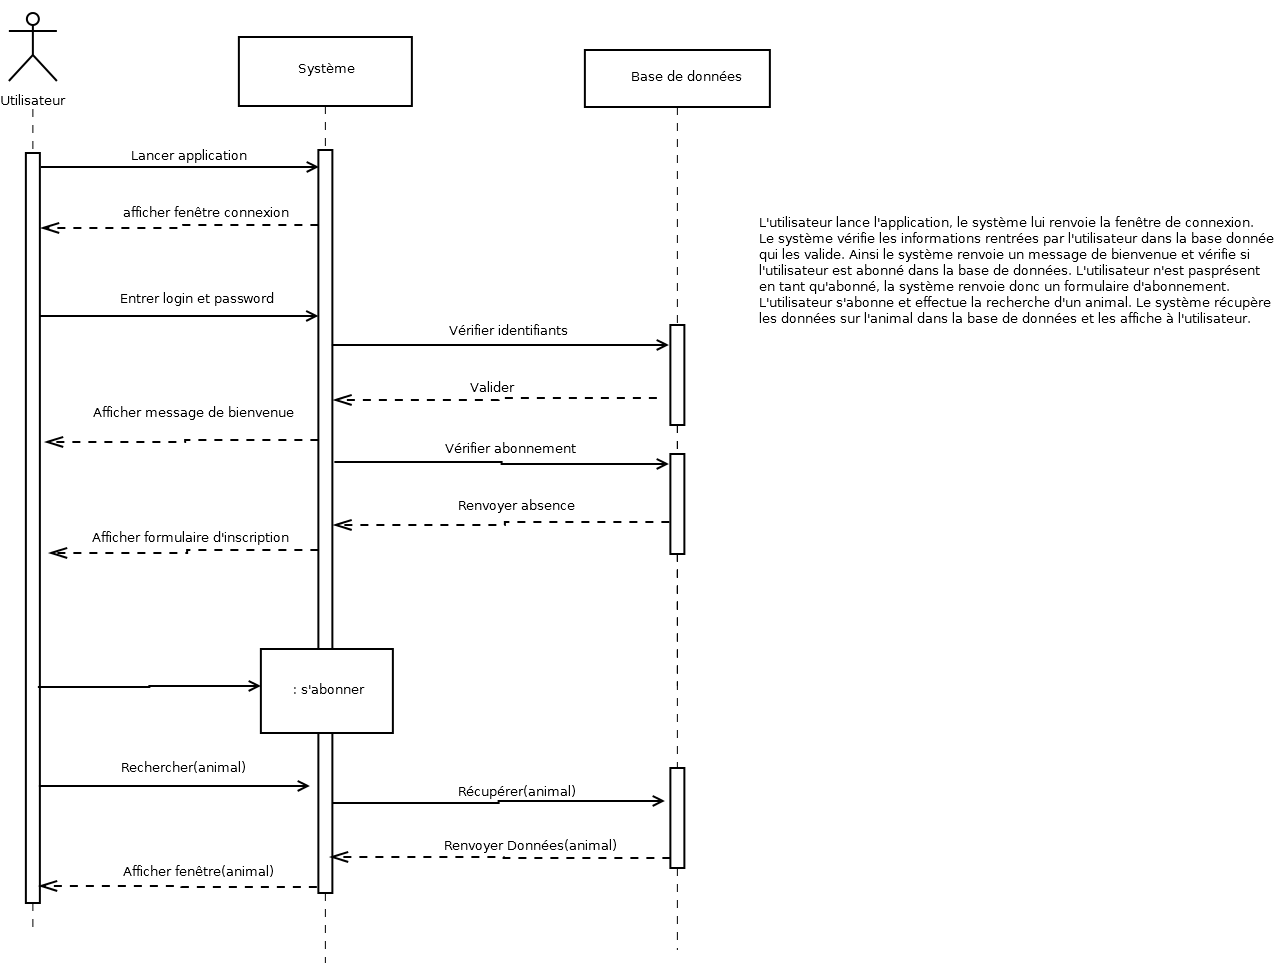 Utilisateur
Système
Base de données
Lancer application
afficher fenêtre connexion
L'utilisateur lance l'application, le système lui renvoie la fenêtre de connexion.
Le système vérifie les informations rentrées par l'utilisateur dans la base donnée
qui les valide. Ainsi le système renvoie un message de bienvenue et vérifie si
l'utilisateur est abonné dans la base de données. L'utilisateur n'est pasprésent
en tant qu'abonné, la système renvoie donc un formulaire d'abonnement.
L'utilisateur s'abonne et effectue la recherche d'un animal. Le système récupère
les données sur l'animal dans la base de données et les affiche à l'utilisateur.
Entrer login et password
Vérifier identifiants
Valider
Afficher message de bienvenue
Vérifier abonnement
Renvoyer absence
Afficher formulaire d'inscription
: s'abonner
Rechercher(animal)
Récupérer(animal)
Renvoyer Données(animal)
Afficher fenêtre(animal)